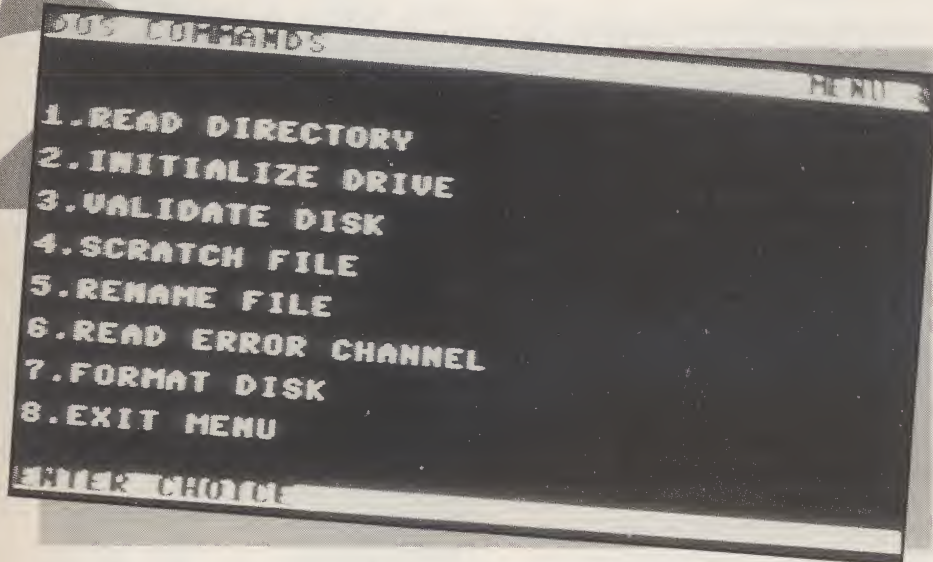 DOS COMMANDS
MENU
1.READ DIRECTORY
2.INITIALIZE DRIVE
3.VALIDATE DISK
4.SCRATCH FILE
5.RENAME FILE
6.READ ERROR CHANNEL
7.FORMAT DISK
8.EXIT MENU
ENTER CHOICE